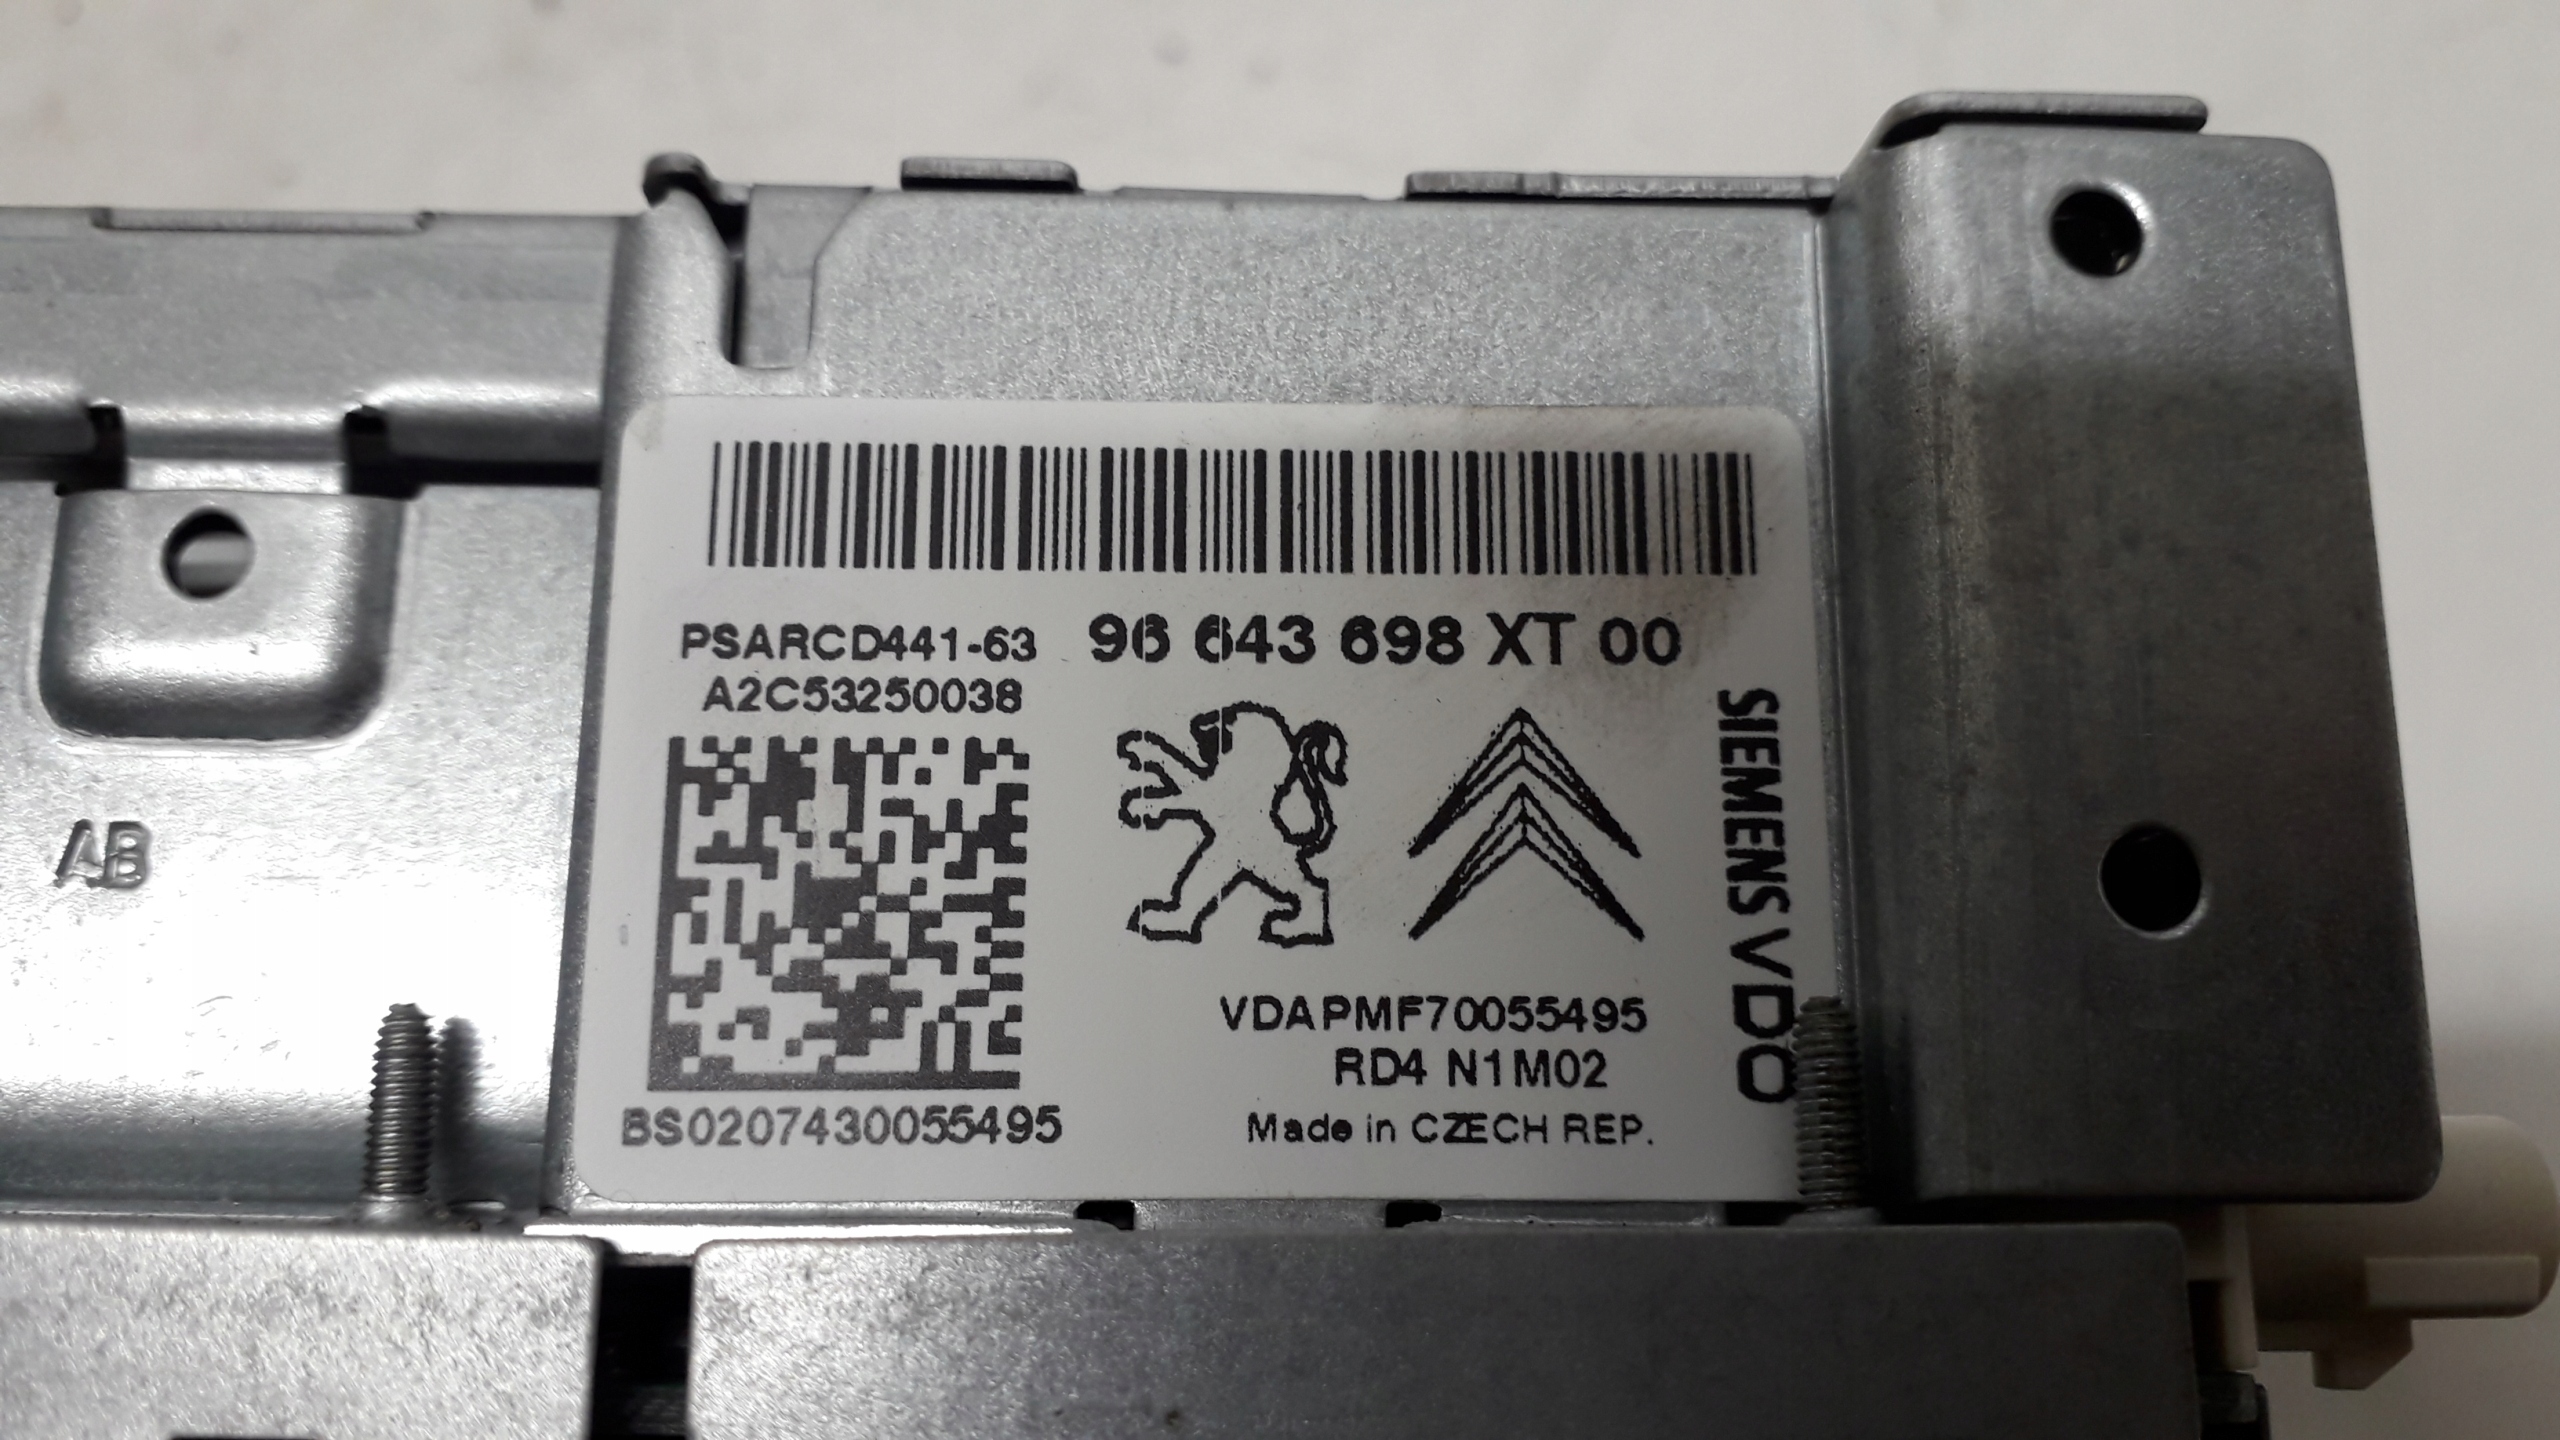 PSARCD441-63 96 643 698 XT 00
A2C53250038
SIEMENS VDO
AB
VDAPMF70055495
RD4 N1M02
BS0207430055495
Made in CZECH REP.